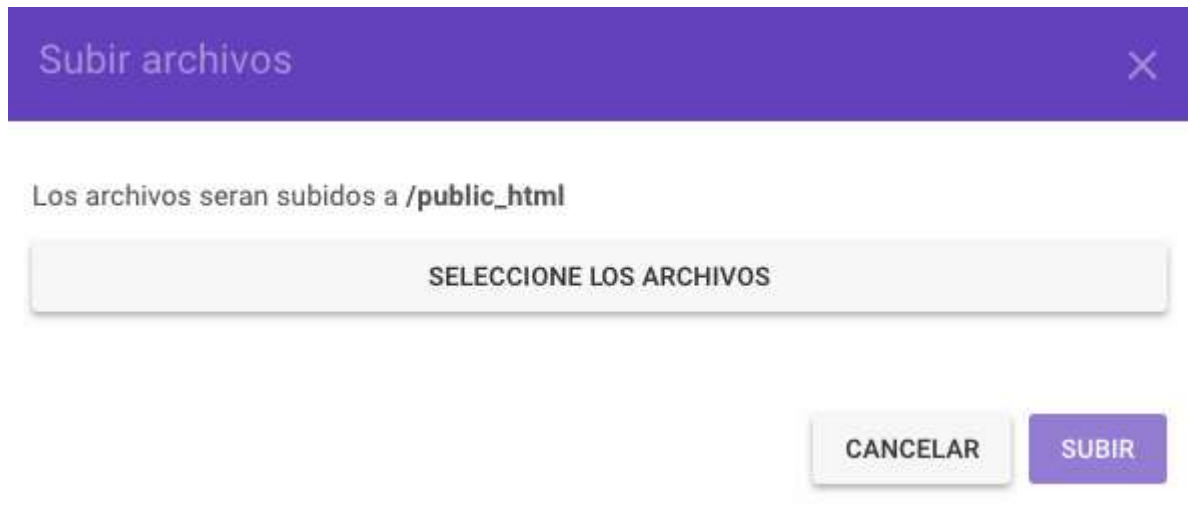 Subir archivos
Los archivos seran subidos a /public_html
SELECCIONE LOS ARCHIVOS
CANCELAR SUBIR